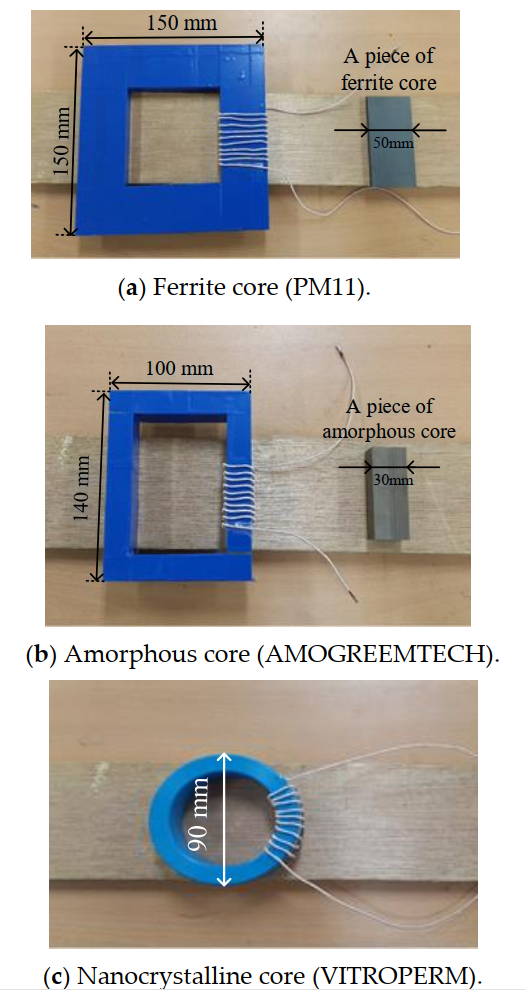 150 mm
A piece of
ferrite core
150 mm
50mm
(a) Ferrite core (PM11).
100 mm
A piece of
amorphous core
140 mm
30mm
(b) Amorphous core (AMOGREEMTECH).
90 mm
(c) Nanocrystalline core (VITROPERM).